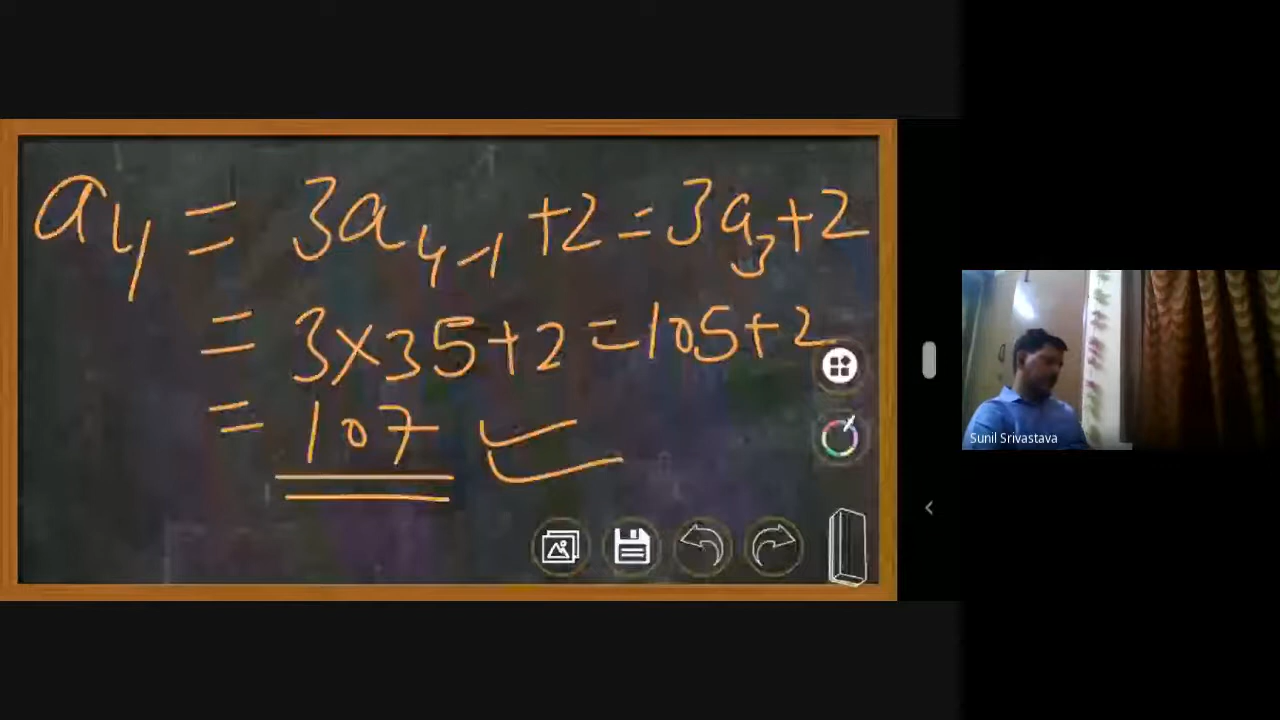 a₄ = 3a₄₋₁ + 2 = 3a₃ + 2
= 3×35+2 = 105+2
= 107
Sunil Srivastava